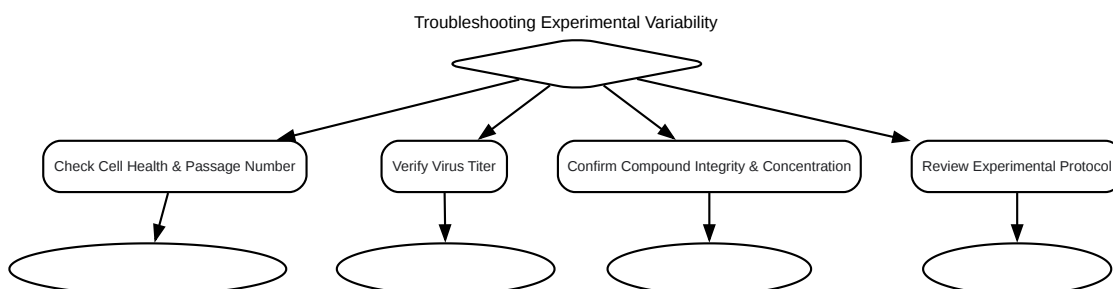 Troubleshooting Experimental Variability
Check Cell Health & Passage Number
Verify Virus Titer
Confirm Compound Integrity & Concentration
Review Experimental Protocol